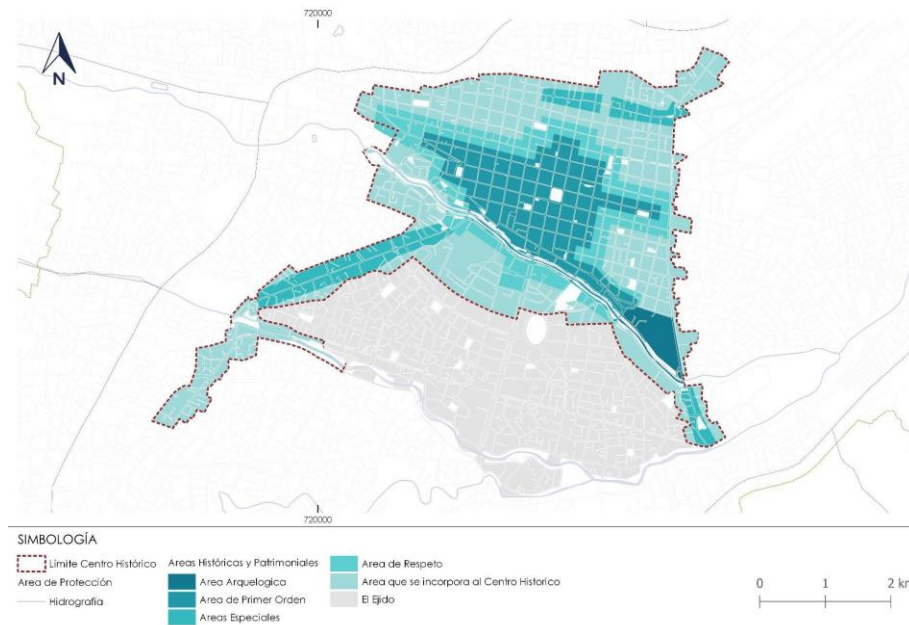 720000
N
720000
SIMBOLOGÍA
Límite Centro Histórico
Area de Protección
Hidrografía
Areas Históricas y Patrimoniales
Area Arquelogica
Area de Primer Orden
Areas Especiales
Area de Respeto
Area que se incorpora al Centro Historico
El Ejido
0 1 2 km